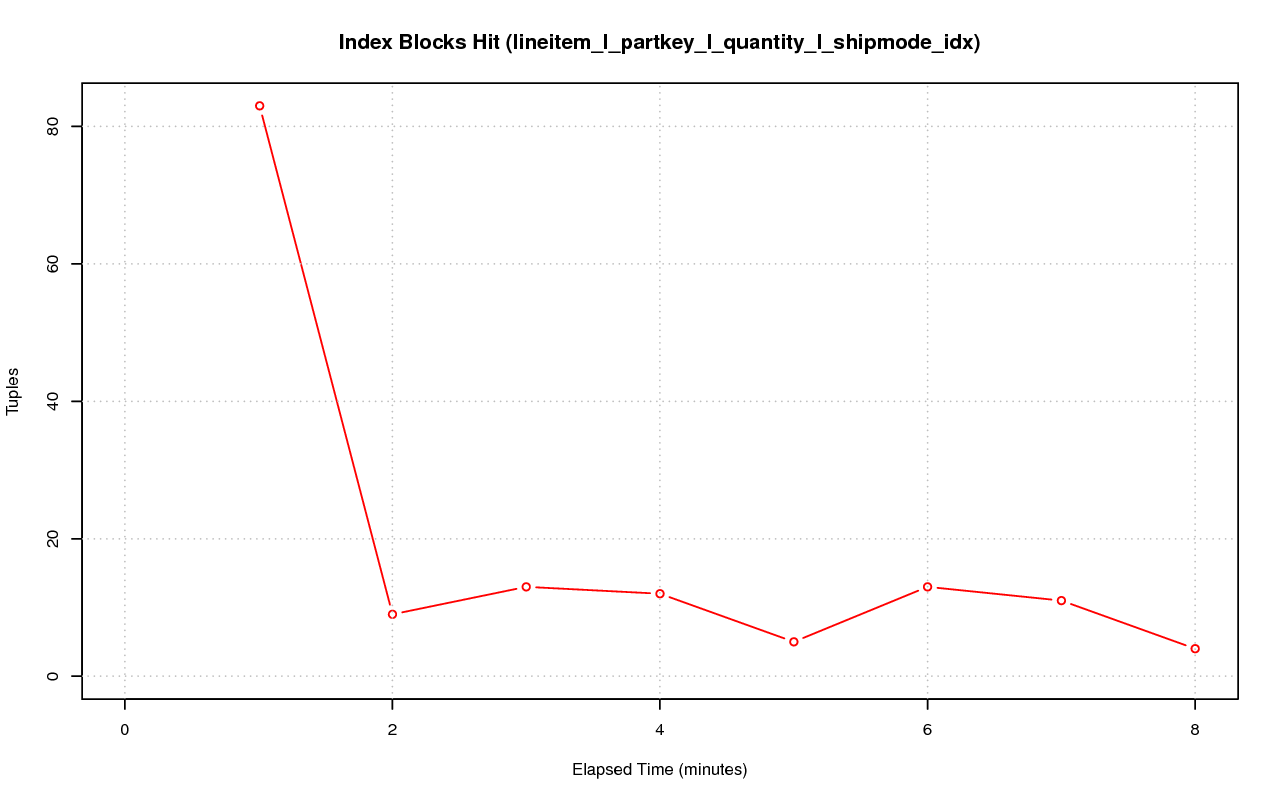 Index Blocks Hit (lineitem_l_partkey_l_quantity_l_shipmode_idx)
Tuples
80
60
40
20
0
0 2 4 6 8
Elapsed Time (minutes)